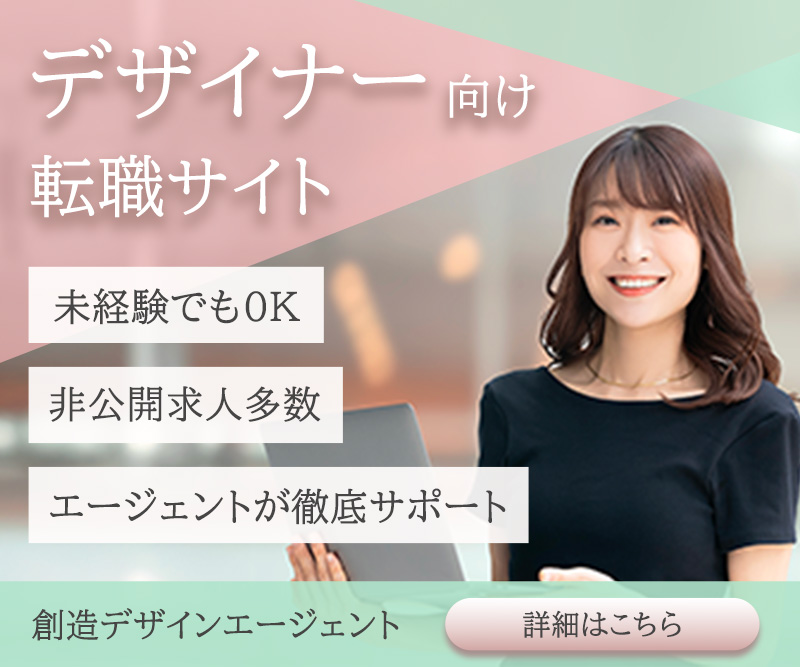 デザイナー向け
転職サイト
未経験でもOK
非公開求人多数
エージェントが徹底サポート
創造デザインエージェント
詳細はこちら